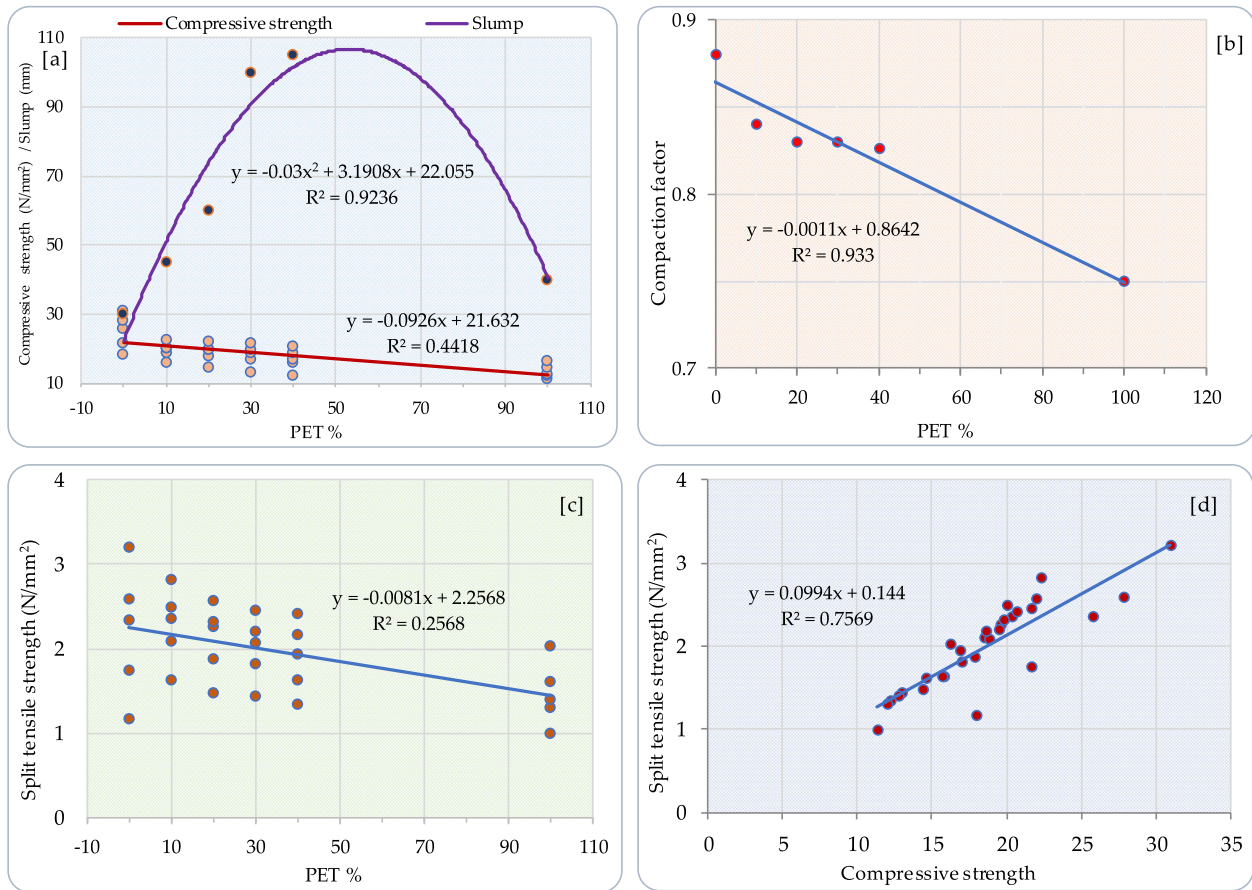 Compressive strength
Slump
[a]
Compressive strength (N/mm²) / Slump (mm)
110
90
70
50
30
10
y = -0.03x² + 3.1908x + 22.055
R² = 0.9236
y = -0.0926x + 21.632
R² = 0.4418
-10 10 30 50 70 90 110
PET %
[b]
Compaction factor
0.9
0.8
0.7
y = -0.0011x + 0.8642
R² = 0.933
0 20 40 60 80 100 120
PET %
[c]
Split tensile strength (N/mm²)
4
3
2
1
0
y = -0.0081x + 2.2568
R² = 0.2568
-10 10 30 50 70 90 110
PET %
[d]
Split tensile strength (N/mm²)
4
3
2
1
0
y = 0.0994x + 0.144
R² = 0.7569
0 5 10 15 20 25 30 35
Compressive strength